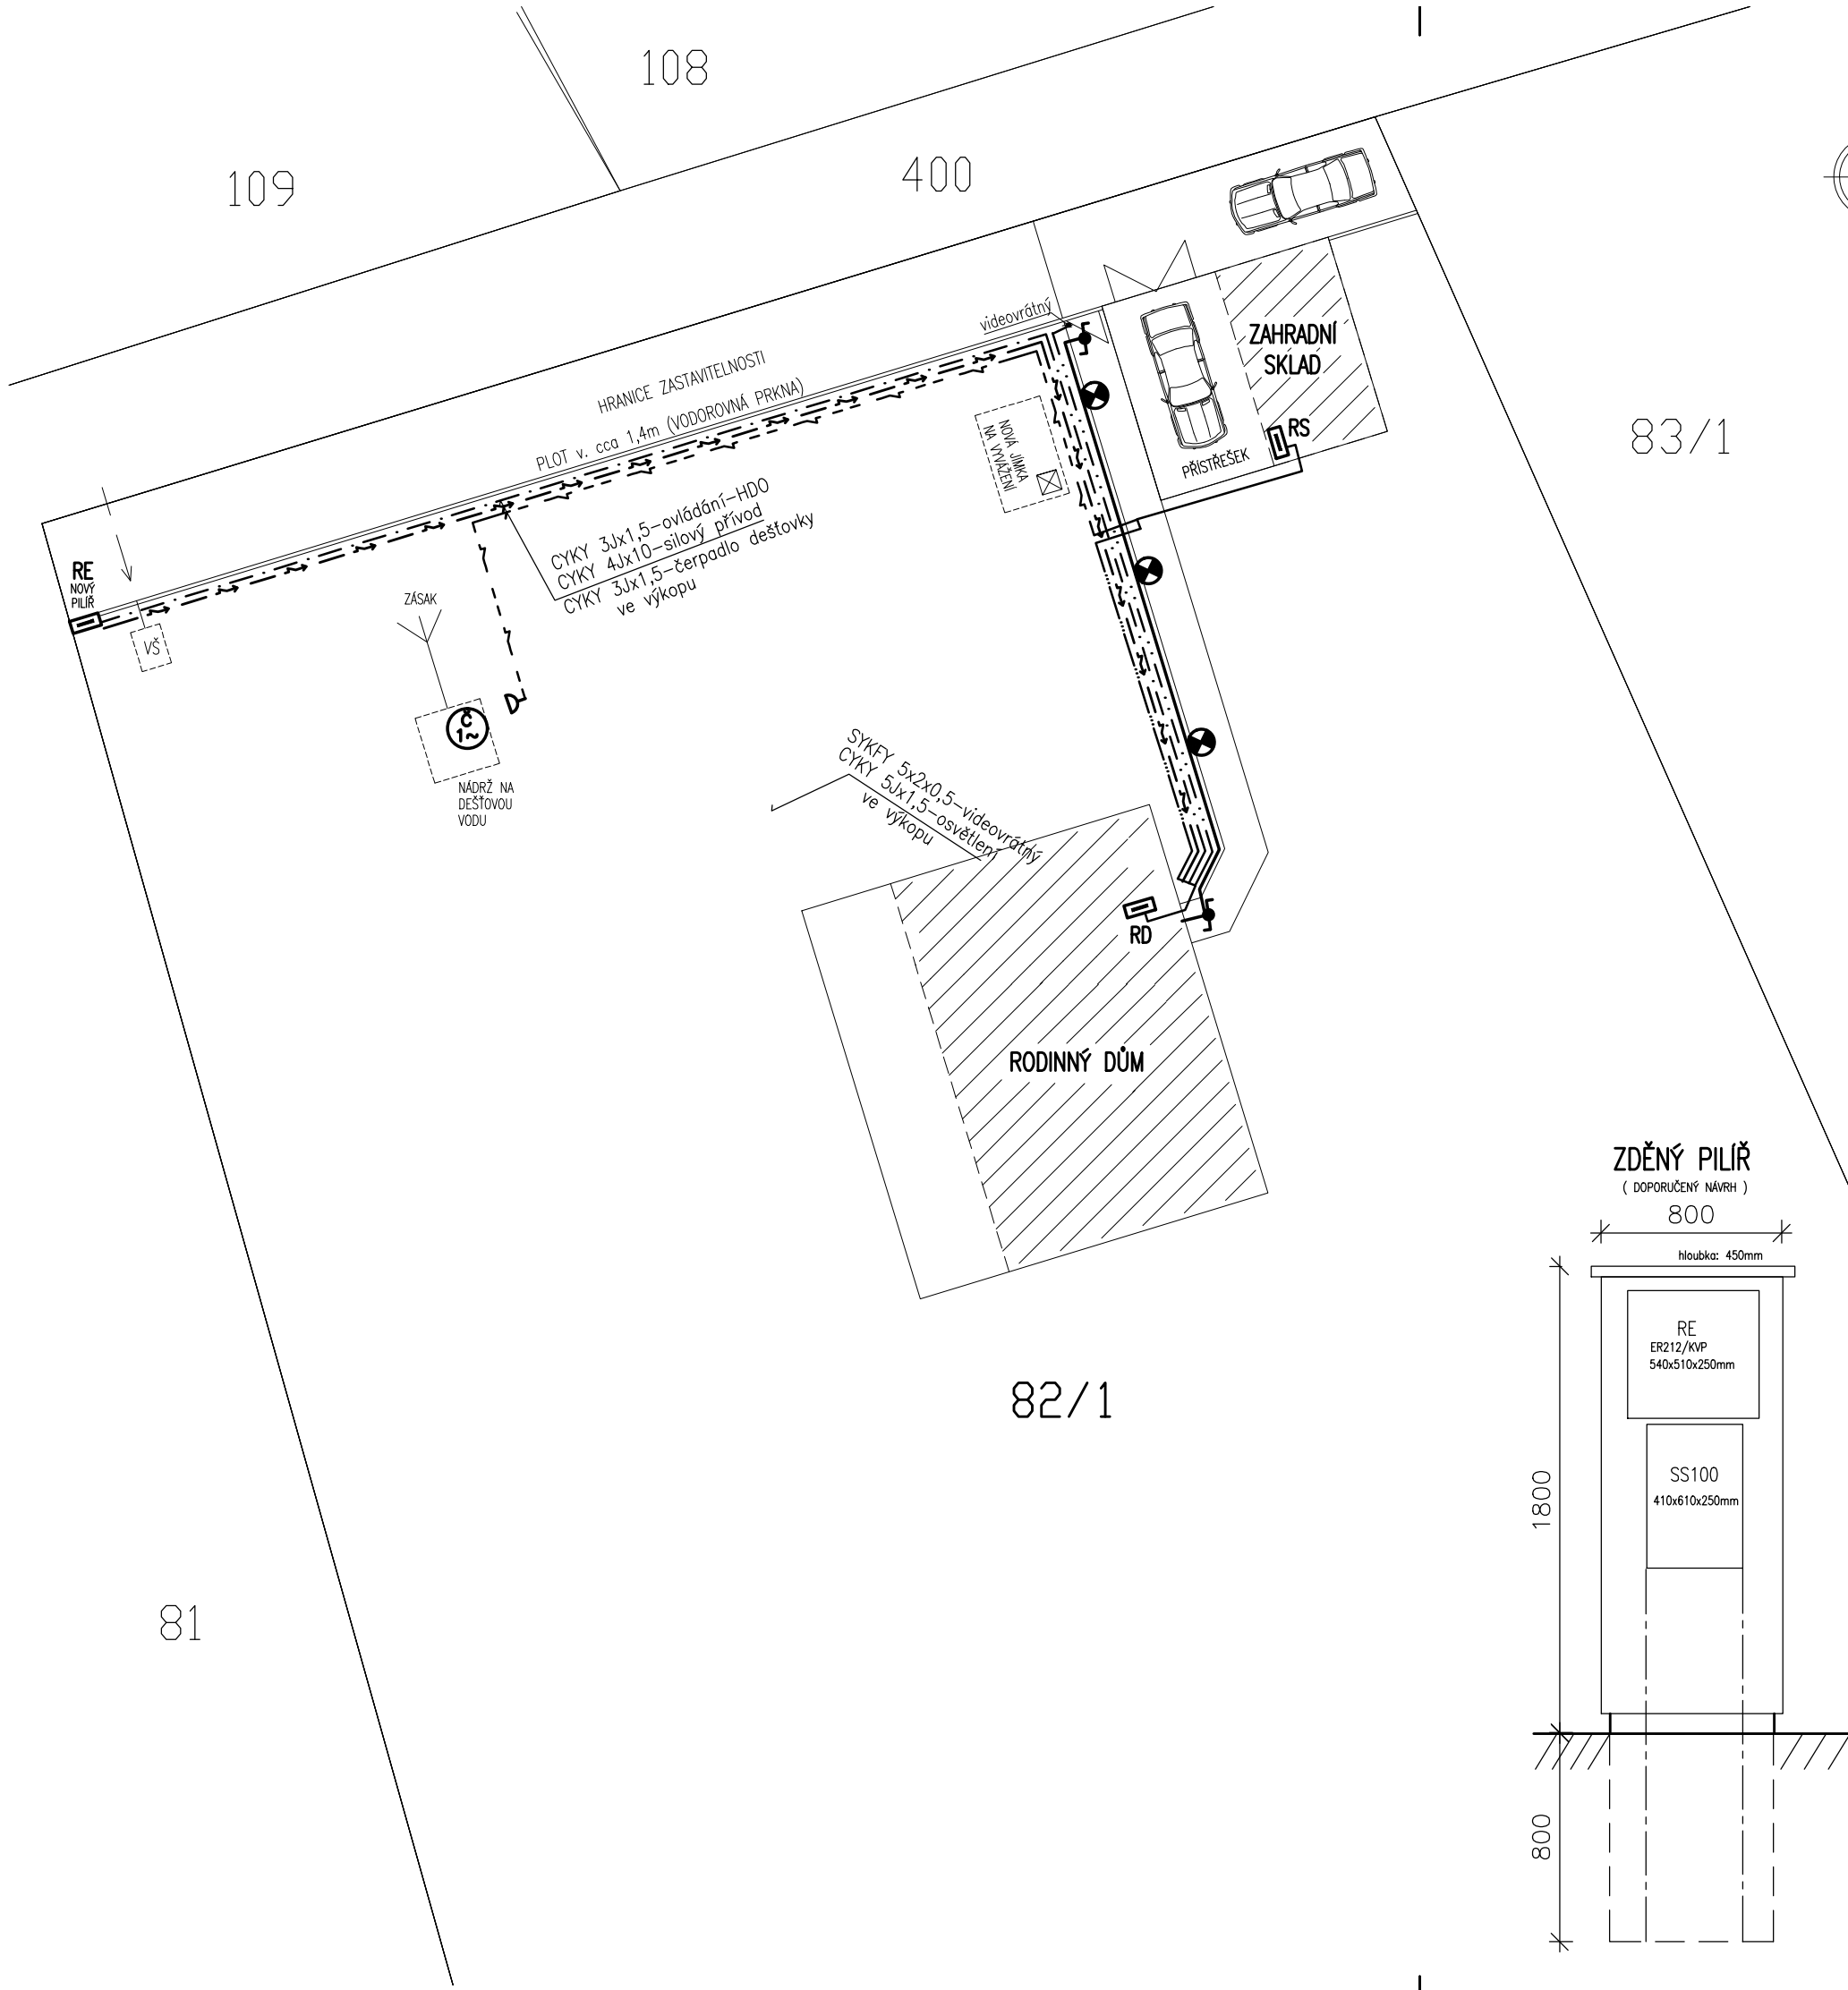 108
109
400
videovrátný
HRANICE ZASTAVITELNOSTI
PLOT v. cca 1,4m (VODOROVNÁ PRKNA)
ZAHRADNÍ
SKLAD
RS
PŘÍSTŘEŠEK
83/1
NOVÁ JÍMKA
NA VYVÁŽENÍ
CYKY 3Jx1,5-ovládání-HDO
CYKY 4Jx10-silový přívod
CYKY 3Jx1,5-čerpadlo dešťovky
ve výkopu
RE
NOVÝ
PILÍŘ
VŠ
ZÁSAK
Č
1~
NÁDRŽ NA
DEŠŤOVOU
VODU
SYKFY 5x2x0,5-videovrátný
CYKY 5Jx1,5-osvětlení
ve výkopu
RD
RODINNÝ DŮM
82/1
81
ZDĚNÝ PILÍŘ
( DOPORUČENÝ NÁVRH )
800
hloubka: 450mm
RE
ER212/KVP
540x510x250mm
SS100
410x610x250mm
1800
800